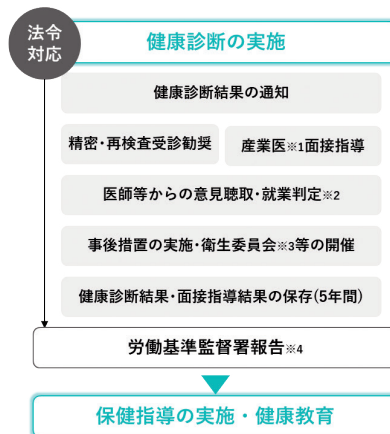 法令
対応
健康診断の実施
健康診断結果の通知
精密・再検査受診勧奨
産業医※1面接指導
医師等からの意見聴取・就業判定※2
事後措置の実施・衛生委員会※3等の開催
健康診断結果・面接指導結果の保存(5年間)
労働基準監督署報告※4
保健指導の実施・健康教育